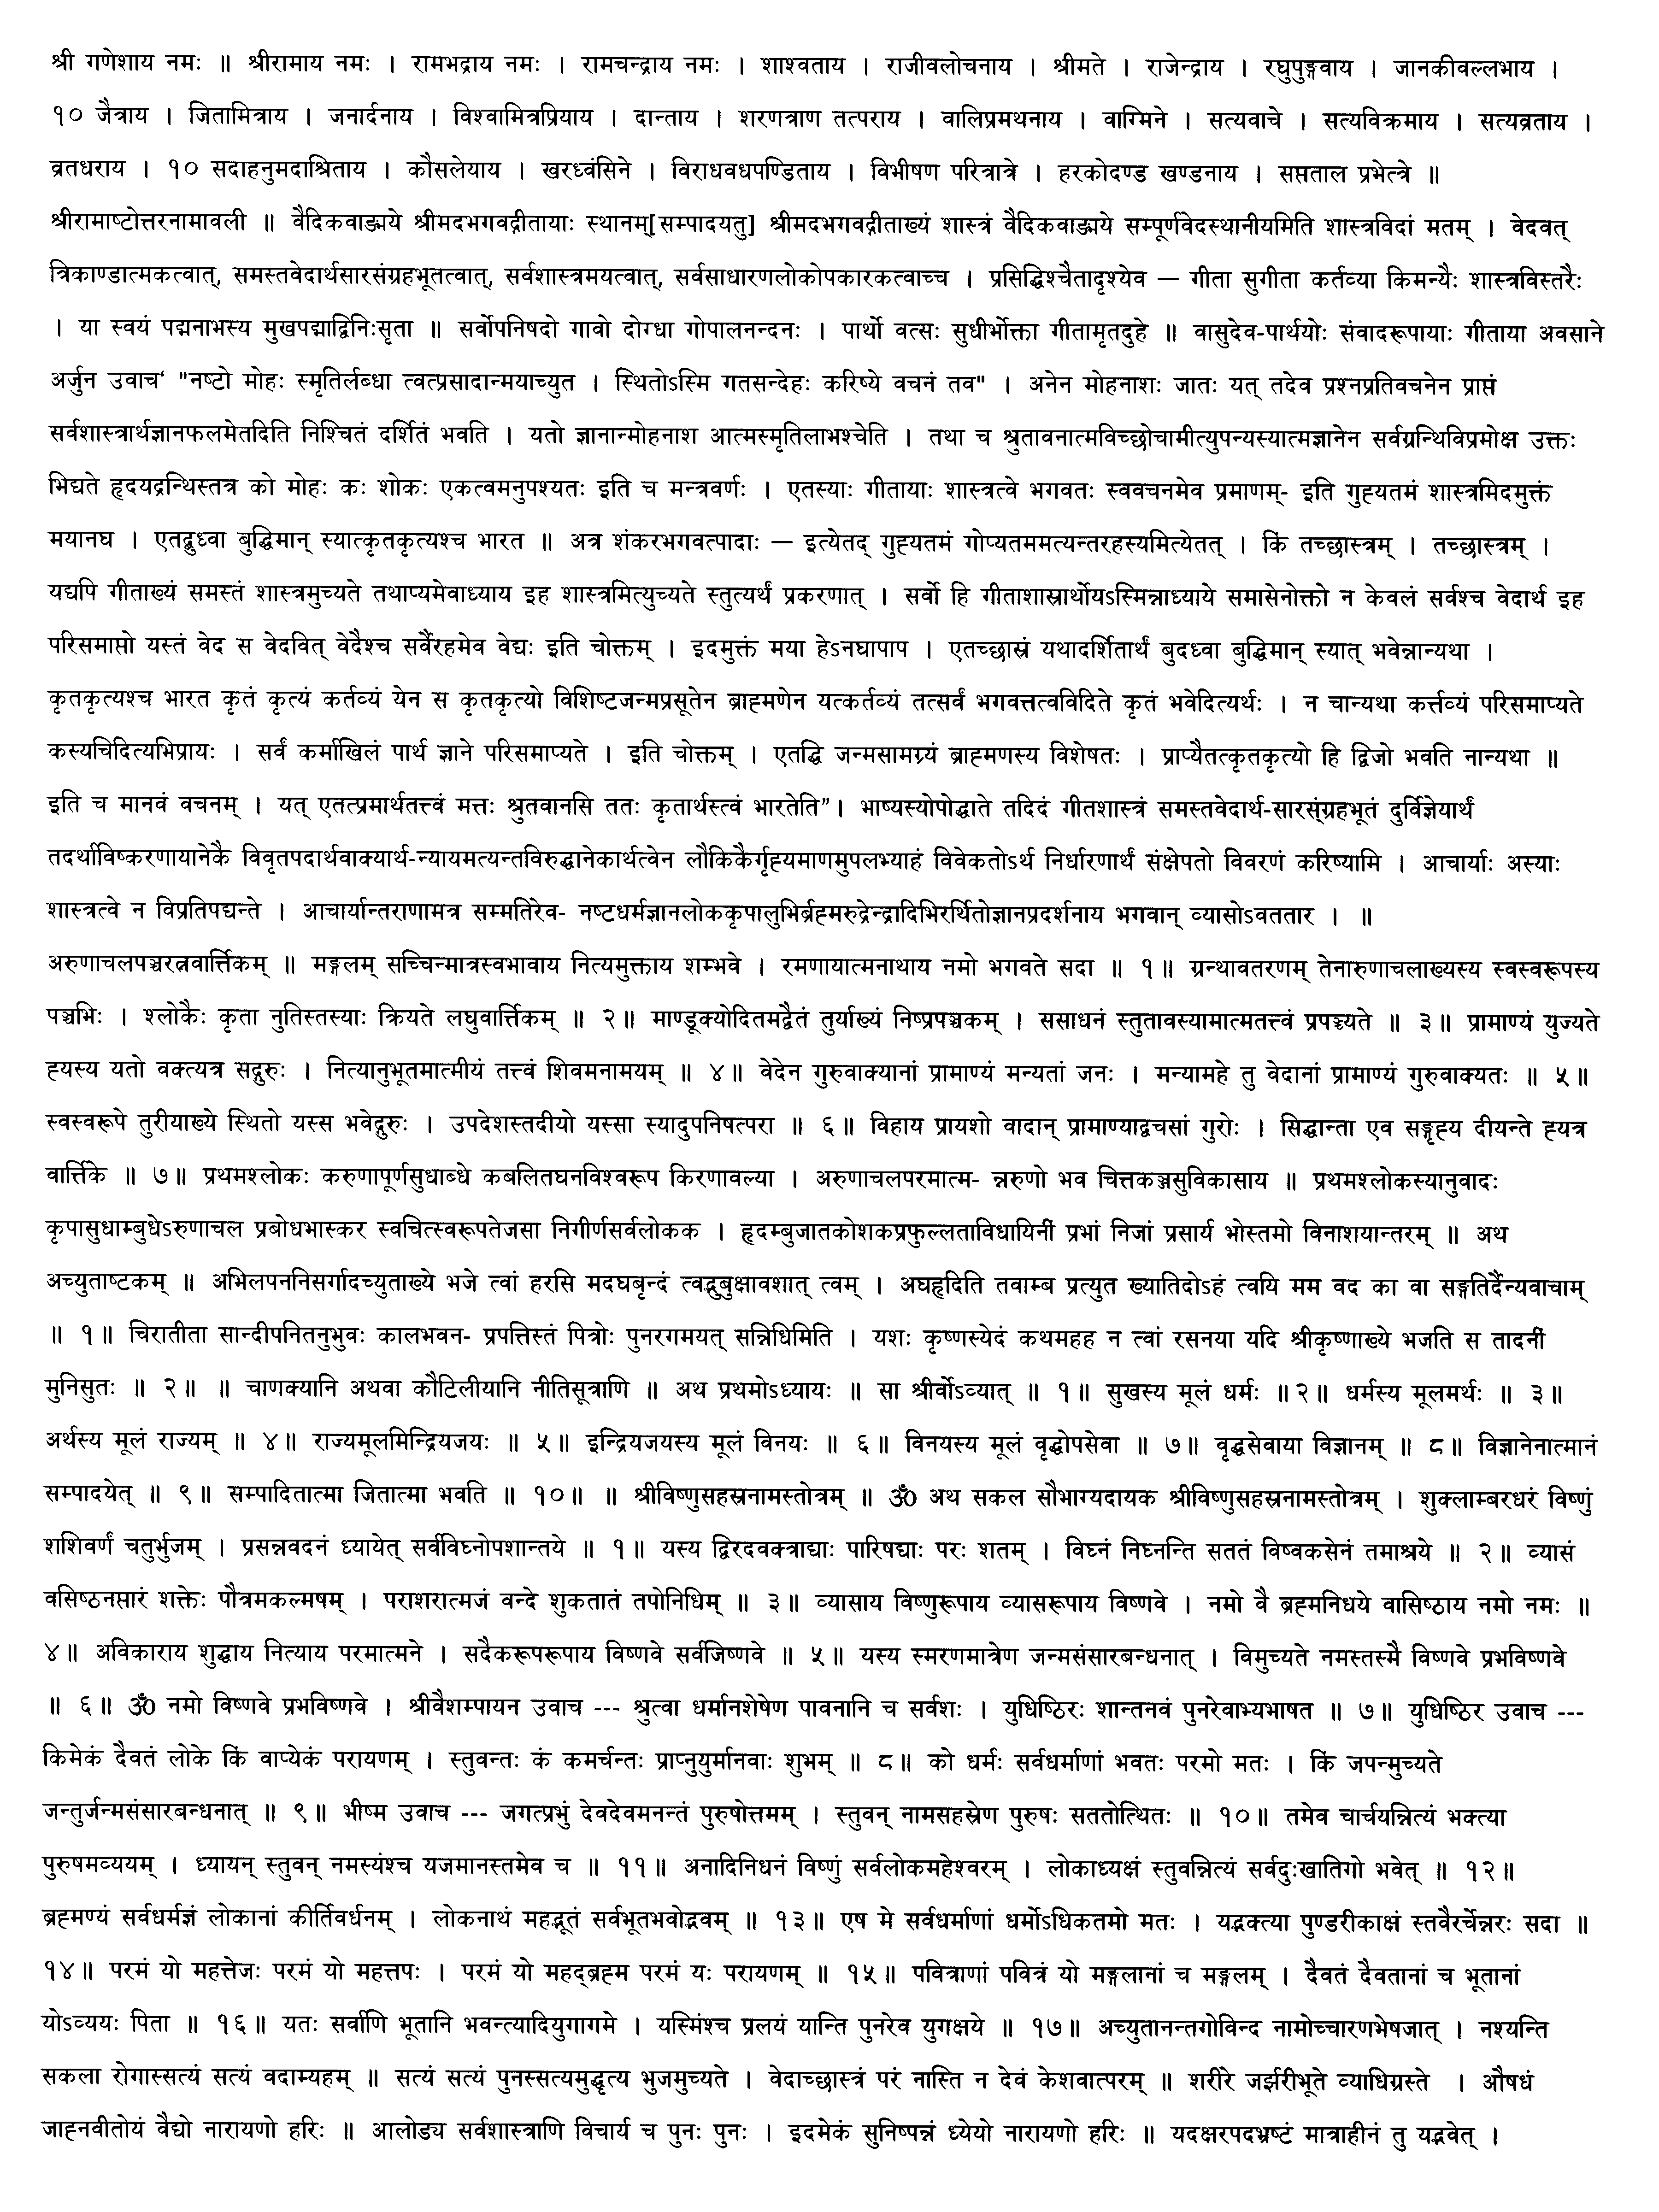 श्री गणेशाय नमः ॥ श्रीरामाय नमः । रामभद्राय नमः । रामचन्द्राय नमः । शाश्वताय । राजीवलोचनाय । श्रीमते । राजेन्द्राय । रघुपुङ्गवाय । जानकीवल्लभाय ।
१० जैत्राय । जितामित्राय । जनार्दनाय । विश्वामित्रप्रियाय । दान्ताय । शरणत्राण तत्पराय । वालिप्रमथनाय । वाग्मिने । सत्यवाचे । सत्यविक्रमाय । सत्यव्रताय ।
व्रतधराय । १० सदाहनुमदाश्रिताय । कौसलेयाय । खरध्वंसिने । विराधवधपण्डिताय । विभीषण परित्रात्रे । हरकोदण्ड खण्डनाय । सप्तताल प्रभेत्त्रे ॥
श्रीरामाष्टोत्तरनामावली ॥ वैदिकवाङ्मये श्रीमदभगवद्गीतायाः स्थानम्[सम्पादयतु] श्रीमदभगवद्गीताख्यं शास्त्रं वैदिकवाङ्मये सम्पूर्णवेदस्थानीयमिति शास्त्रविदां मतम् । वेदवत्
त्रिकाण्डात्मकत्वात्, समस्तवेदार्थसारसंग्रहभूतत्वात्, सर्वशास्त्रमयत्वात्, सर्वसाधारणलोकोपकारकत्वाच्च । प्रसिद्धिश्चैतादृश्येव — गीता सुगीता कर्तव्या किमन्यैः शास्त्रविस्तरैः
। या स्वयं पद्मनाभस्य मुखपद्माद्विनिःसृता ॥ सर्वोपनिषदो गावो दोग्धा गोपालनन्दनः । पार्थो वत्सः सुधीर्भोक्ता गीतामृतदुहे ॥ वासुदेव-पार्थयोः संवादरूपायाः गीताया अवसाने
अर्जुन उवाच‘ "नष्टो मोहः स्मृतिर्लब्धा त्वत्प्रसादान्मयाच्युत । स्थितोऽस्मि गतसन्देहः करिष्ये वचनं तव" । अनेन मोहनाशः जातः यत् तदेव प्रश्नप्रतिवचनेन प्राप्तं
सर्वशास्त्रार्थज्ञानफलमेतदिति निश्चितं दर्शितं भवति । यतो ज्ञानान्मोहनाश आत्मस्मृतिलाभश्चेति । तथा च श्रुतावनात्मविच्छोचामीत्युपन्यस्यात्मज्ञानेन सर्वग्रन्थिविप्रमोक्ष उक्तः
भिद्यते हृदयद्रन्थिस्तत्र को मोहः कः शोकः एकत्वमनुपश्यतः इति च मन्त्रवर्णः । एतस्याः गीतायाः शास्त्रत्वे भगवतः स्ववचनमेव प्रमाणम्- इति गुह्यतमं शास्त्रमिदमुक्तं
मयानघ । एतद्बुध्वा बुद्धिमान् स्यात्कृतकृत्यश्च भारत ॥ अत्र शंकरभगवत्पादाः — इत्येतद् गुह्यतमं गोप्यतममत्यन्तरहस्यमित्येतत् । किं तच्छास्त्रम् । तच्छास्त्रम् ।
यद्यपि गीताख्यं समस्तं शास्त्रमुच्यते तथाप्यमेवाध्याय इह शास्त्रमित्युच्यते स्तुत्यर्थं प्रकरणात् । सर्वो हि गीताशास्रार्थोयऽस्मिन्नाध्याये समासेनोक्तो न केवलं सर्वश्च वेदार्थ इह
परिसमाप्तो यस्तं वेद स वेदवित् वेदैश्च सर्वैरहमेव वेद्यः इति चोक्तम् । इदमुक्तं मया हेऽनघापाप । एतच्छास्रं यथादर्शितार्थं बुदध्वा बुद्धिमान् स्यात् भवेन्नान्यथा ।
कृतकृत्यश्च भारत कृतं कृत्यं कर्तव्यं येन स कृतकृत्यो विशिष्टजन्मप्रसूतेन ब्राह्मणेन यत्कर्तव्यं तत्सर्वं भगवत्तत्वविदिते कृतं भवेदित्यर्थः । न चान्यथा कर्त्तव्यं परिसमाप्यते
कस्यचिदित्यभिप्रायः । सर्वं कर्माखिलं पार्थ ज्ञाने परिसमाप्यते । इति चोक्तम् । एतद्धि जन्मसामग्र्यं ब्राह्मणस्य विशेषतः । प्राप्यैतत्कृतकृत्यो हि द्विजो भवति नान्यथा ॥
इति च मानवं वचनम् । यत् एतत्प्रमार्थतत्त्वं मत्तः श्रुतवानसि ततः कृतार्थस्त्वं भारतेति”। भाष्यस्योपोद्घाते तदिदं गीतशास्त्रं समस्तवेदार्थ-सारस्ंग्रहभूतं दुर्विज्ञेयार्थं
तदर्थाविष्करणायानेकै विवृतपदार्थवाक्यार्थ-न्यायमत्यन्तविरुद्धानेकार्थत्वेन लौकिकैर्गृह्यमाणमुपलभ्याहं विवेकतोऽर्थ निर्धारणार्थं संक्षेपतो विवरणं करिष्यामि । आचार्याः अस्याः
शास्त्रत्वे न विप्रतिपद्यन्ते । आचार्यान्तराणामत्र सम्मतिरेव- नष्टधर्मज्ञानलोककृपालुभिर्ब्रह्मरुद्रेन्द्रादिभिरर्थितोज्ञानप्रदर्शनाय भगवान् व्यासोऽवततार । ॥
अरुणाचलपञ्चरत्नवार्त्तिकम् ॥ मङ्गलम् सच्चिन्मात्रस्वभावाय नित्यमुक्ताय शम्भवे । रमणायात्मनाथाय नमो भगवते सदा ॥ १॥ ग्रन्थावतरणम् तेनारुणाचलाख्यस्य स्वस्वरूपस्य
पञ्चभिः । श्लोकैः कृता नुतिस्तस्याः क्रियते लघुवार्त्तिकम् ॥ २॥ माण्डूक्योदितमद्वैतं तुर्याख्यं निष्प्रपञ्चकम् । ससाधनं स्तुतावस्यामात्मतत्त्वं प्रपञ्च्यते ॥ ३॥ प्रामाण्यं युज्यते
ह्यस्य यतो वक्त्यत्र सद्गुरुः । नित्यानुभूतमात्मीयं तत्त्वं शिवमनामयम् ॥ ४॥ वेदेन गुरुवाक्यानां प्रामाण्यं मन्यतां जनः । मन्यामहे तु वेदानां प्रामाण्यं गुरुवाक्यतः ॥ ५॥
स्वस्वरूपे तुरीयाख्ये स्थितो यस्स भवेद्गुरुः । उपदेशस्तदीयो यस्सा स्यादुपनिषत्परा ॥ ६॥ विहाय प्रायशो वादान् प्रामाण्याद्वचसां गुरोः । सिद्धान्ता एव सङ्गृह्य दीयन्ते ह्यत्र
वार्त्तिके ॥ ७॥ प्रथमश्लोकः करुणापूर्णसुधाब्धे कबलितघनविश्वरूप किरणावल्या । अरुणाचलपरमात्म- न्नरुणो भव चित्तकञ्जसुविकासाय ॥ प्रथमश्लोकस्यानुवादः
कृपासुधाम्बुधेऽरुणाचल प्रबोधभास्कर स्वचित्स्वरूपतेजसा निगीर्णसर्वलोकक । हृदम्बुजातकोशकप्रफुल्लताविधायिनीं प्रभां निजां प्रसार्य भोस्तमो विनाशयान्तरम् ॥ अथ
अच्युताष्टकम् ॥ अभिलपननिसर्गादच्युताख्ये भजे त्वां हरसि मदघबृन्दं त्वद्भुबुक्षावशात् त्वम् । अघहृदिति तवाम्ब प्रत्युत ख्यातिदोऽहं त्वयि मम वद का वा सङ्गतिर्दैन्यवाचाम्
॥ १॥ चिरातीता सान्दीपनितनुभुवः कालभवन- प्रपत्तिस्तं पित्रोः पुनरगमयत् सन्निधिमिति । यशः कृष्णस्येदं कथमहह न त्वां रसनया यदि श्रीकृष्णाख्ये भजति स तादनीं
मुनिसुतः ॥ २॥ ॥ चाणक्यानि अथवा कौटिलीयानि नीतिसूत्राणि ॥ अथ प्रथमोऽध्यायः ॥ सा श्रीर्वोऽव्यात् ॥ १॥ सुखस्य मूलं धर्मः ॥२॥ धर्मस्य मूलमर्थः ॥ ३॥
अर्थस्य मूलं राज्यम् ॥ ४॥ राज्यमूलमिन्द्रियजयः ॥ ५॥ इन्द्रियजयस्य मूलं विनयः ॥ ६॥ विनयस्य मूलं वृद्धोपसेवा ॥ ७॥ वृद्धसेवाया विज्ञानम् ॥ ८॥ विज्ञानेनात्मानं
सम्पादयेत् ॥ ९॥ सम्पादितात्मा जितात्मा भवति ॥ १०॥ ॥ श्रीविष्णुसहस्रनामस्तोत्रम् ॥ ॐ अथ सकल सौभाग्यदायक श्रीविष्णुसहस्रनामस्तोत्रम् । शुक्लाम्बरधरं विष्णुं
शशिवर्णं चतुर्भुजम् । प्रसन्नवदनं ध्यायेत् सर्वविघ्नोपशान्तये ॥ १॥ यस्य द्विरदवक्त्राद्याः पारिषद्याः परः शतम् । विघ्नं निघ्नन्ति सततं विष्वकसेनं तमाश्रये ॥ २॥ व्यासं
वसिष्ठनप्तारं शक्तेः पौत्रमकल्मषम् । पराशरात्मजं वन्दे शुकतातं तपोनिधिम् ॥ ३॥ व्यासाय विष्णुरूपाय व्यासरूपाय विष्णवे । नमो वै ब्रह्मनिधये वासिष्ठाय नमो नमः ॥
४॥ अविकाराय शुद्धाय नित्याय परमात्मने । सदैकरूपरूपाय विष्णवे सर्वजिष्णवे ॥ ५॥ यस्य स्मरणमात्रेण जन्मसंसारबन्धनात् । विमुच्यते नमस्तस्मै विष्णवे प्रभविष्णवे
॥ ६॥ ॐ नमो विष्णवे प्रभविष्णवे । श्रीवैशम्पायन उवाच --- श्रुत्वा धर्मानशेषेण पावनानि च सर्वशः । युधिष्ठिरः शान्तनवं पुनरेवाभ्यभाषत ॥ ७॥ युधिष्ठिर उवाच ---
किमेकं दैवतं लोके किं वाप्येकं परायणम् । स्तुवन्तः कं कमर्चन्तः प्राप्नुयुर्मानवाः शुभम् ॥ ८॥ को धर्मः सर्वधर्माणां भवतः परमो मतः । किं जपन्मुच्यते
जन्तुर्जन्मसंसारबन्धनात् ॥ ९॥ भीष्म उवाच --- जगत्प्रभुं देवदेवमनन्तं पुरुषोत्तमम् । स्तुवन् नामसहस्रेण पुरुषः सततोत्थितः ॥ १०॥ तमेव चार्चयन्नित्यं भक्त्या
पुरुषमव्ययम् । ध्यायन् स्तुवन् नमस्यंश्च यजमानस्तमेव च ॥ ११॥ अनादिनिधनं विष्णुं सर्वलोकमहेश्वरम् । लोकाध्यक्षं स्तुवन्नित्यं सर्वदुःखातिगो भवेत् ॥ १२॥
ब्रह्मण्यं सर्वधर्मज्ञं लोकानां कीर्तिवर्धनम् । लोकनाथं महद्भूतं सर्वभूतभवोद्भवम् ॥ १३॥ एष मे सर्वधर्माणां धर्मोऽधिकतमो मतः । यद्भक्त्या पुण्डरीकाक्षं स्तवैरर्चेन्नरः सदा ॥
१४॥ परमं यो महत्तेजः परमं यो महत्तपः । परमं यो महद्ब्रह्म परमं यः परायणम् ॥ १५॥ पवित्राणां पवित्रं यो मङ्गलानां च मङ्गलम् । दैवतं दैवतानां च भूतानां
योऽव्ययः पिता ॥ १६॥ यतः सर्वाणि भूतानि भवन्त्यादियुगागमे । यस्मिंश्च प्रलयं यान्ति पुनरेव युगक्षये ॥ १७॥ अच्युतानन्तगोविन्द नामोच्चारणभेषजात् । नश्यन्ति
सकला रोगास्सत्यं सत्यं वदाम्यहम् ॥ सत्यं सत्यं पुनस्सत्यमुद्धृत्य भुजमुच्यते । वेदाच्छास्त्रं परं नास्ति न देवं केशवात्परम् ॥ शरीरे जर्झरीभूते व्याधिग्रस्ते । औषधं
जाह्नवीतोयं वैद्यो नारायणो हरिः ॥ आलोड्य सर्वशास्त्राणि विचार्य च पुनः पुनः । इदमेकं सुनिष्पन्नं ध्येयो नारायणो हरिः ॥ यदक्षरपदभ्रष्टं मात्राहीनं तु यद्भवेत् ।